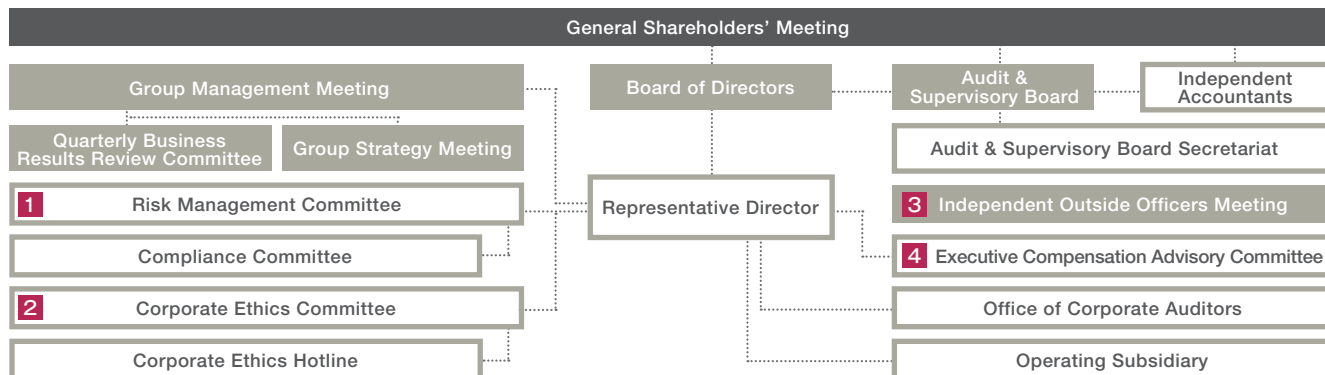 General Shareholders' Meeting
Group Management Meeting
Board of Directors
Audit &
Supervisory Board
Independent
Accountants
Quarterly Business
Results Review Committee
Group Strategy Meeting
Audit & Supervisory Board Secretariat
1 Risk Management Committee
Representative Director
3 Independent Outside Officers Meeting
Compliance Committee
4 Executive Compensation Advisory Committee
2 Corporate Ethics Committee
Office of Corporate Auditors
Corporate Ethics Hotline
Operating Subsidiary